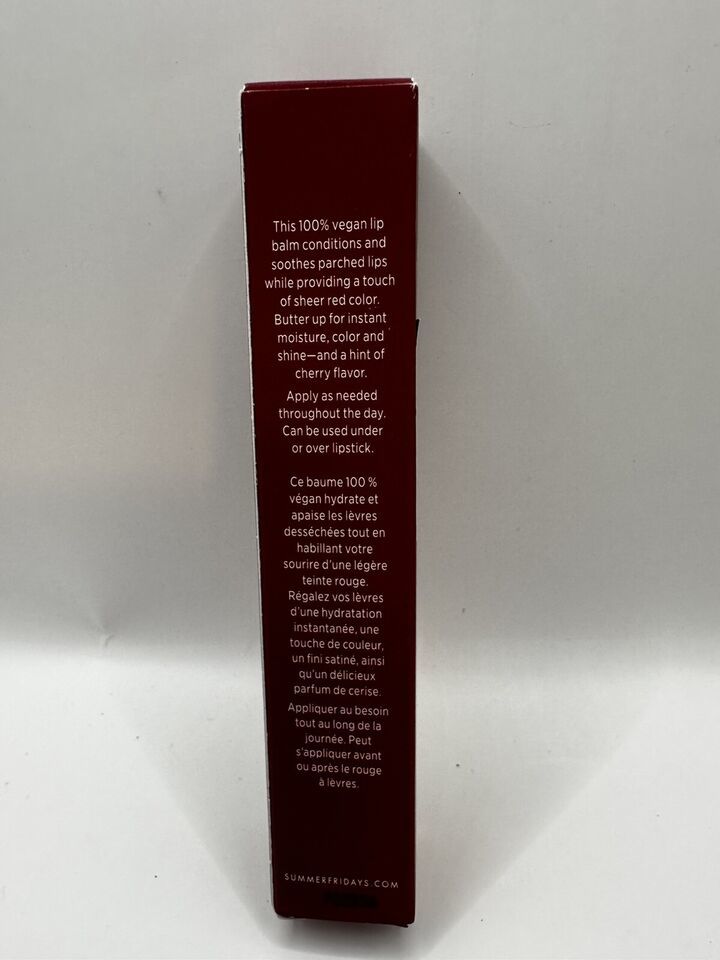 This 100% vegan lip
balm conditions and
soothes parched lips
while providing a touch
of sheer red color.
Butter up for instant
moisture, color and
shine—and a hint of
cherry flavor.
Apply as needed
throughout the day.
Can be used under
or over lipstick.
Ce baume 100 %
végan hydrate et
apaise les lèvres
desséchées tout en
habillant votre
sourire d'une légère
teinte rouge.
Régalez vos lèvres
d'une hydratation
instantanée, une
touche de couleur,
un fini satiné, ainsi
qu'un délicieux
parfum de cerise.
Appliquer au besoin
tout au long de la
journée. Peut
s'appliquer avant
ou après le rouge
à lèvres.
SUMMERFRIDAYS.COM